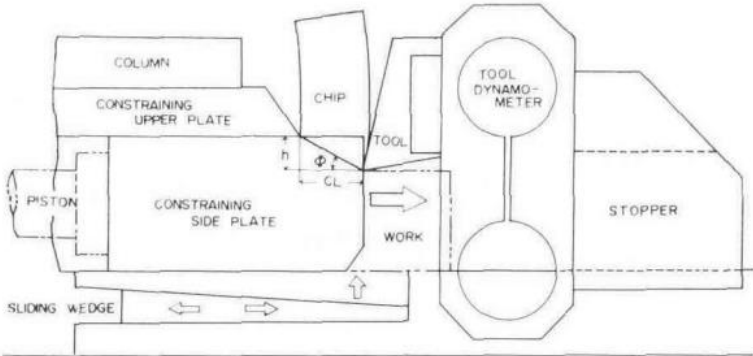 COLUMN
CONSTRAINING
UPPER PLATE
CHIP
TOOL
DYNAMO-
METER
TOOL
h
Φ
CL
PISTON
CONSTRAINING
SIDE PLATE
WORK
STOPPER
SLIDING WEDGE